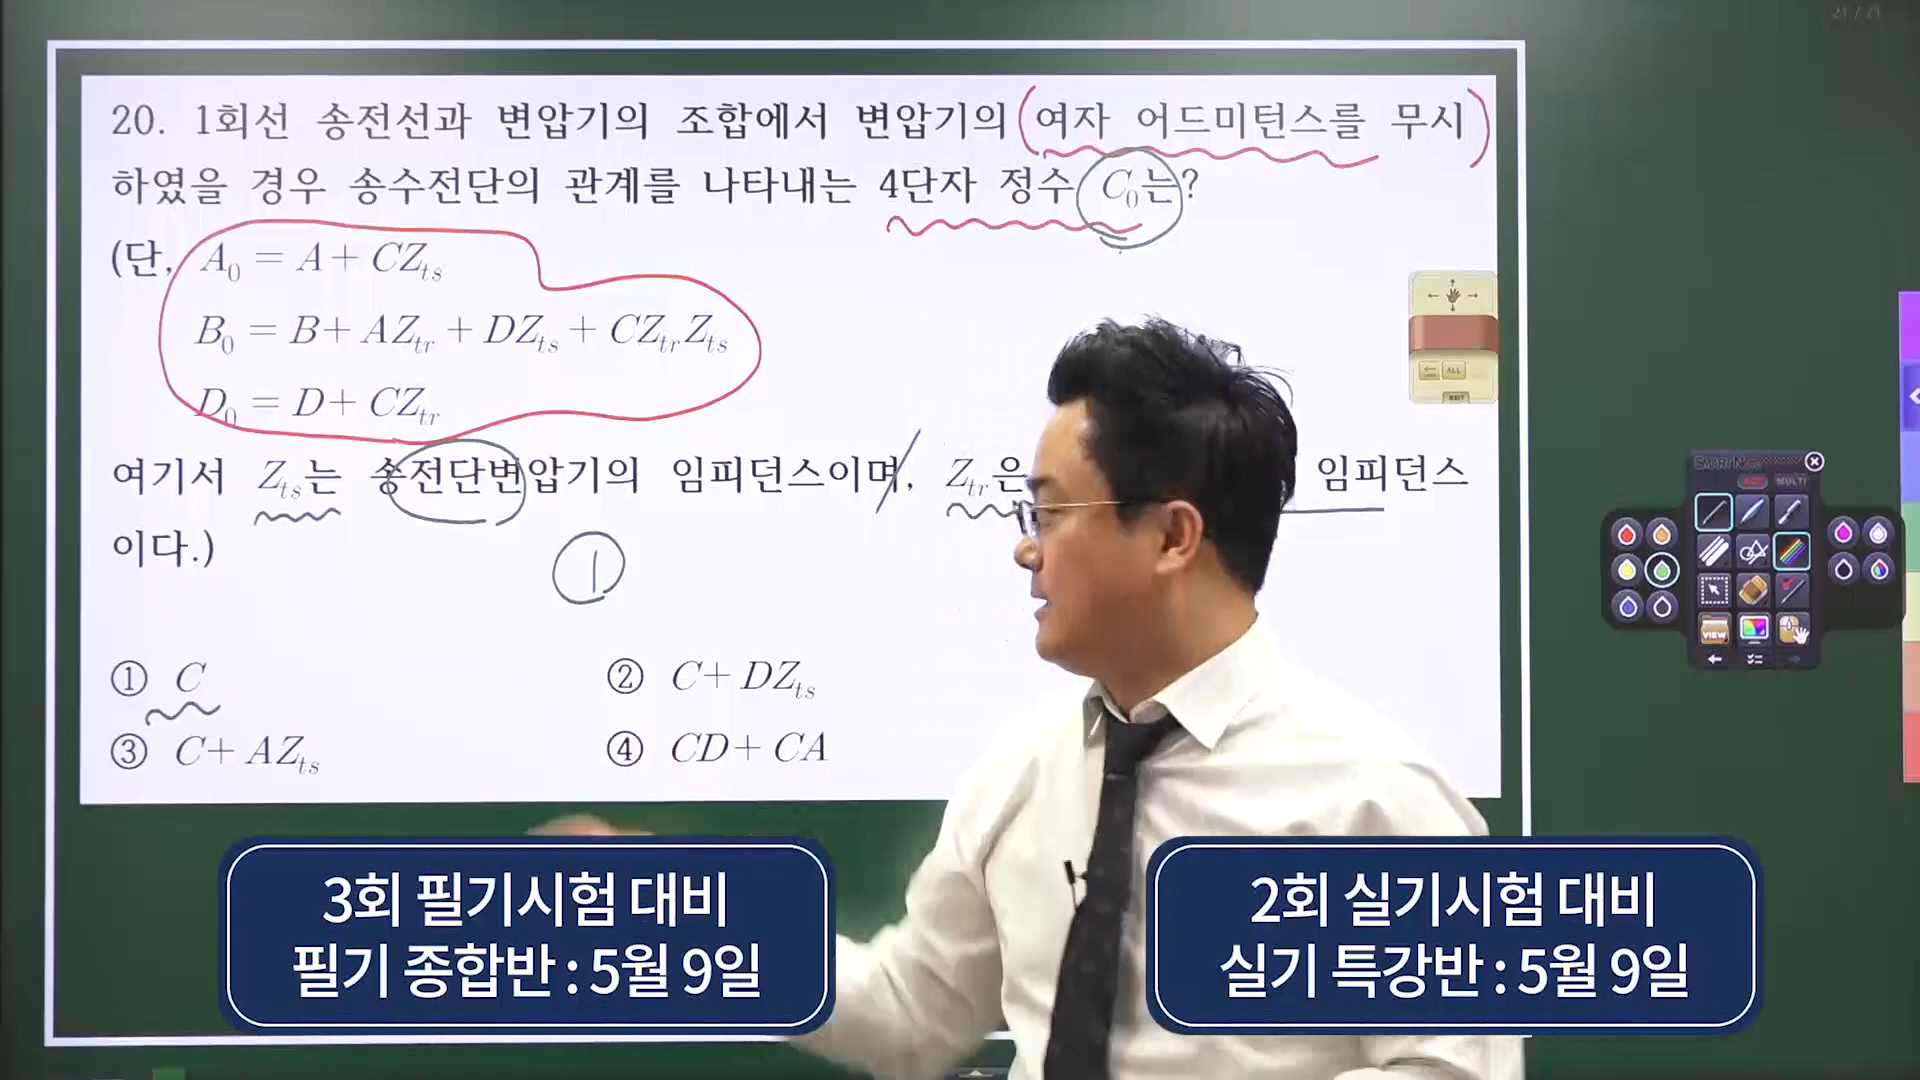 21 / 21
20. 1회선 송전선과 변압기의 조합에서 변압기의 여자 어드미턴스를 무시
하였을 경우 송수전단의 관계를 나타내는 4단자 정수 C₀는?
(단, A₀ = A + CZₜₛ
B₀ = B + AZₜᵣ + DZₜₛ + CZₜᵣZₜₛ
D₀ = D + CZₜᵣ
여기서 Zₜₛ는 송전단변압기의 임피던스이며, Zₜᵣ은 임피던스
이다.)
①
① C
② C + DZₜₛ
③ C + AZₜₛ
④ CD + CA
ALL
EXIT
MULTI
VIEW
3회 필기시험 대비
필기 종합반 : 5월 9일
2회 실기시험 대비
실기 특강반 : 5월 9일